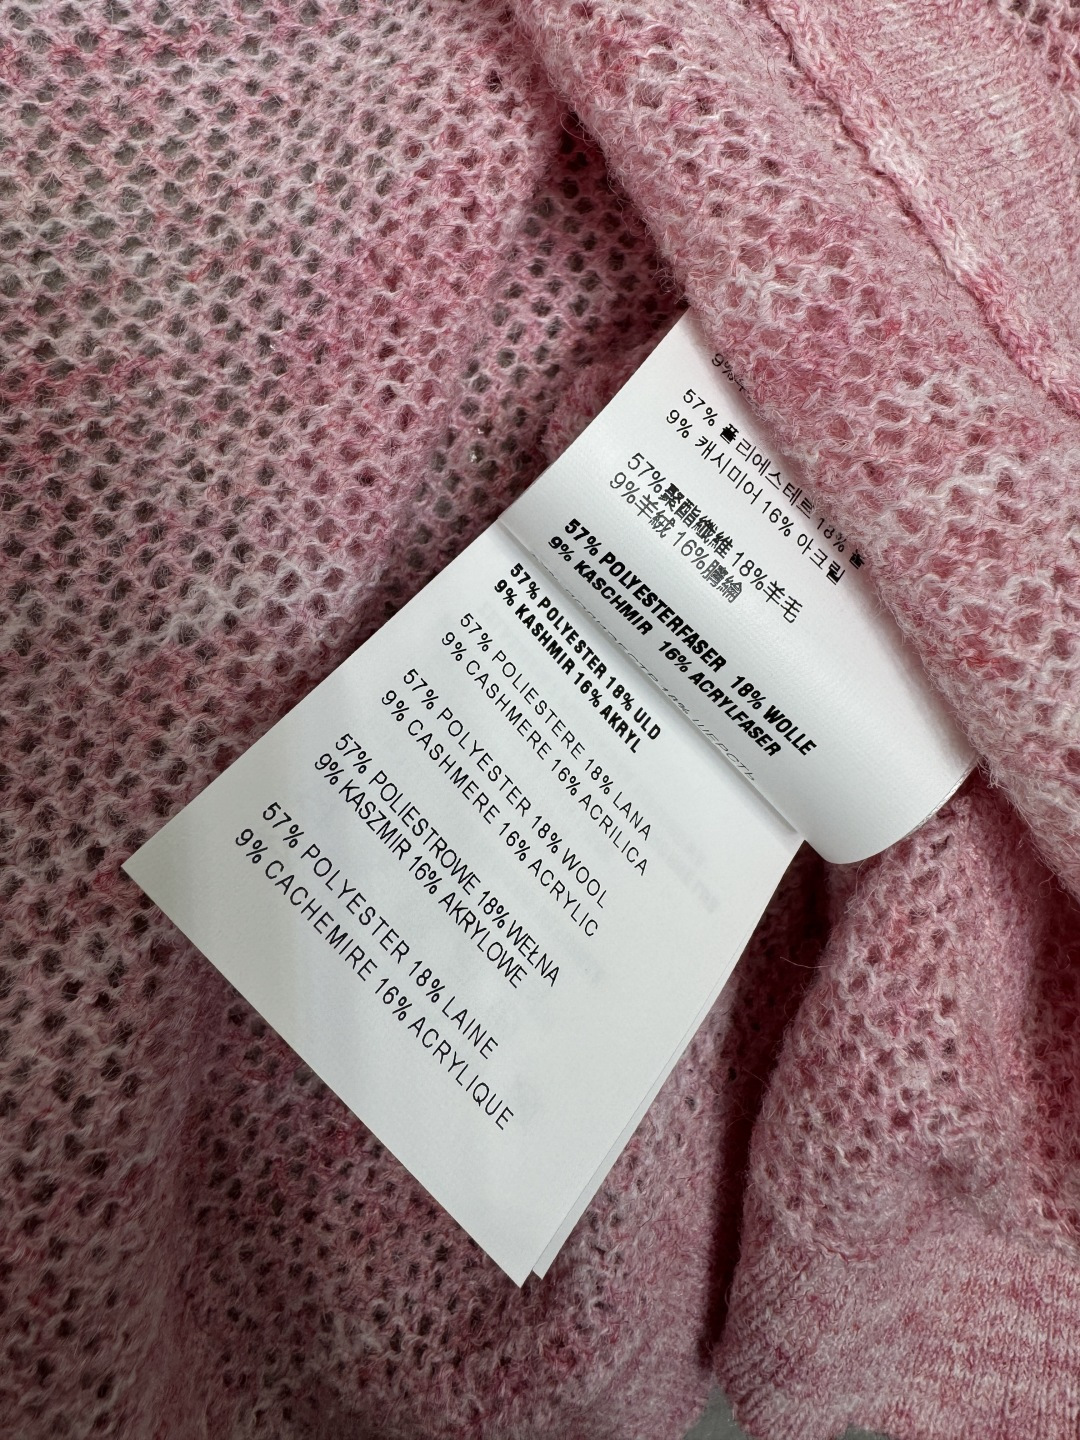 57% 폴리에스테르 18% 울
9% 캐시미어 16% 아크릴
57%聚酯纖維 18%羊毛
9%羊絨 16%腈綸
57% POLYESTERFASER 18% WOLLE
9% KASCHMIR 16% ACRYLFASER
57% POLYESTER 18% ULD
9% KASHMIR 16% AKRYL
57% POLIESTERE 18% LANA
9% CASHMERE 16% ACRILICA
57% POLYESTER 18% WOOL
9% CASHMERE 16% ACRYLIC
57% POLIESTROWE 18% WEŁNA
9% KASZMIR 16% AKRYLOWE
57% POLYESTER 18% LAINE
9% CACHEMIRE 16% ACRYLIQUE